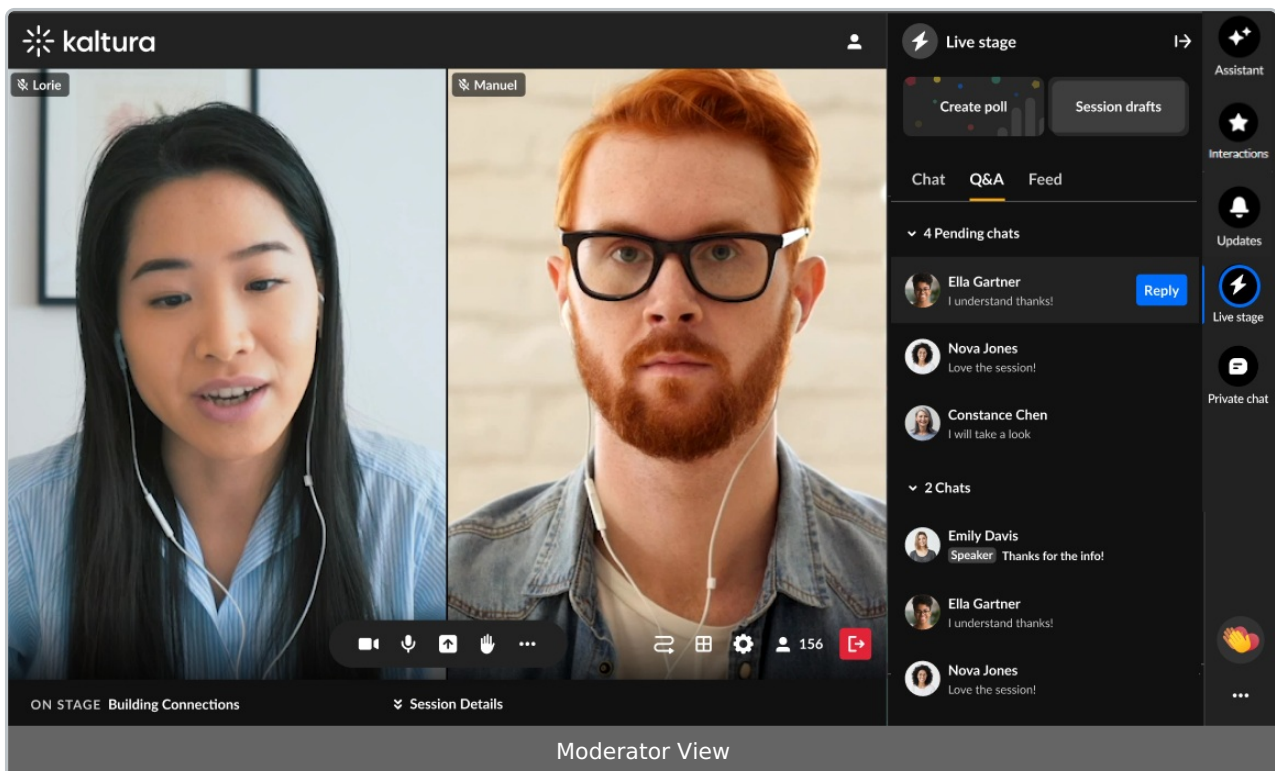 kaltura
Lorie
Manuel
156
ON STAGE Building Connections
Session Details
Live stage
Create poll
Session drafts
Chat Q&A Feed
4 Pending chats
Ella Gartner
I understand thanks!
Reply
Nova Jones
Love the session!
Constance Chen
I will take a look
2 Chats
Emily Davis
Speaker Thanks for the info!
Ella Gartner
I understand thanks!
Nova Jones
Love the session!
Assistant
Interactions
Updates
Live stage
Private chat
Moderator View